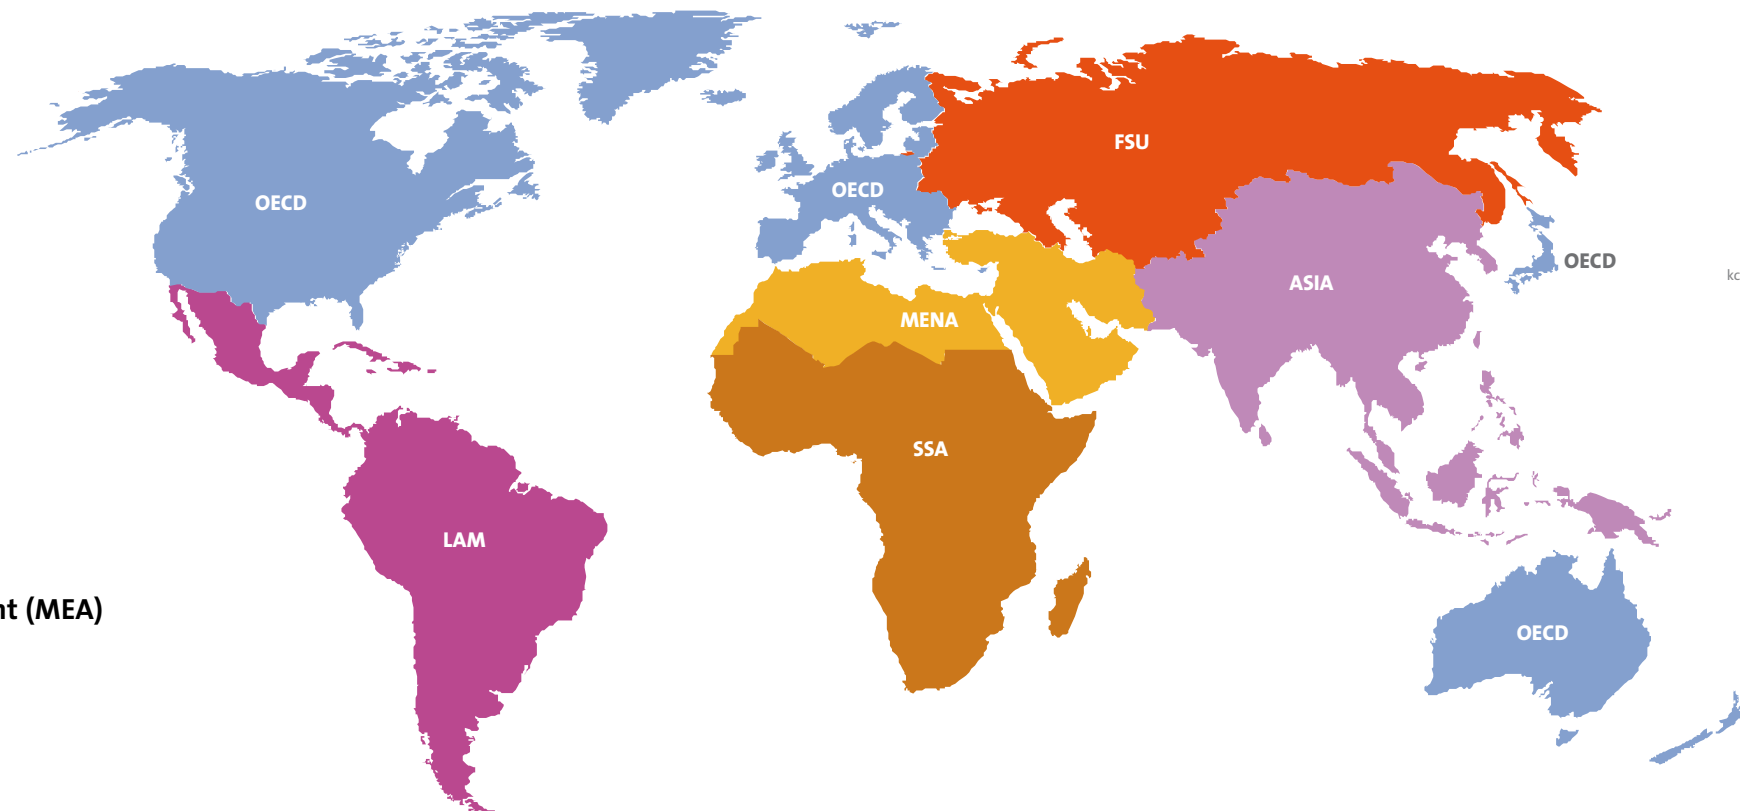 FSU
OECD
OECD
OECD
kc
ASIA
MENA
SSA
LAM
nt (MEA)
OECD